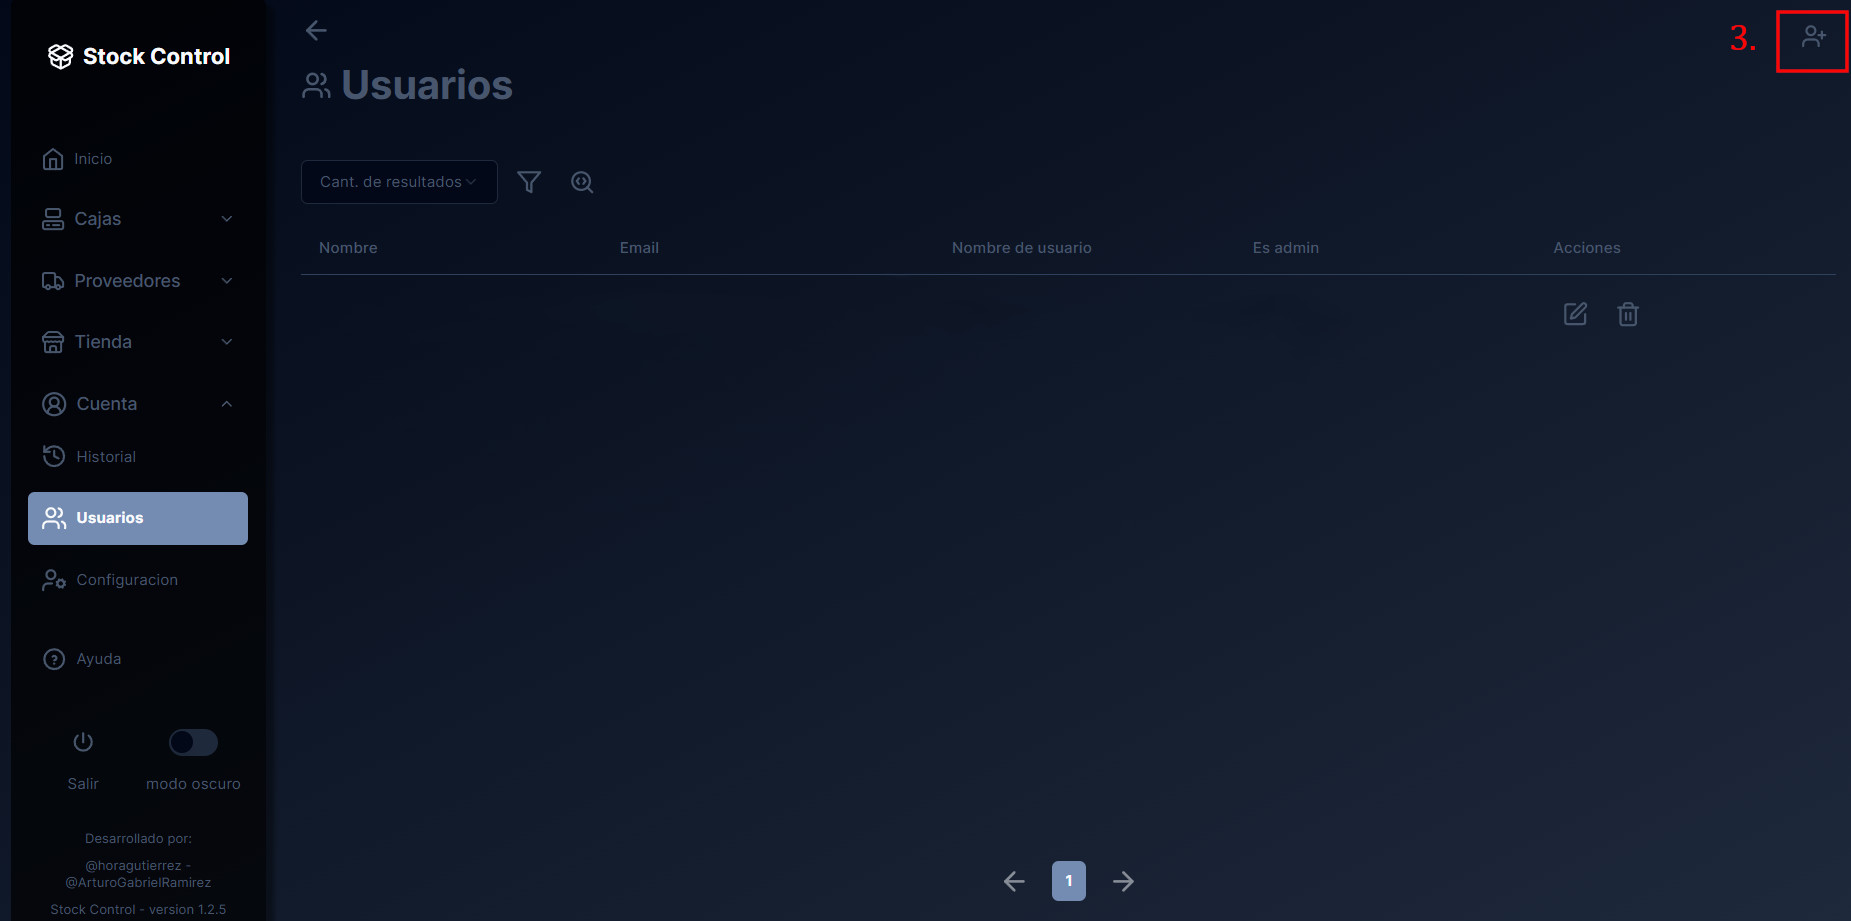 Stock Control
Inicio
Cajas
Proveedores
Tienda
Cuenta
Historial
Usuarios
Configuracion
Ayuda
Salir
modo oscuro
Desarrollado por:
@horagutierrez -
@ArturoGabrielRamirez
Stock Control - version 1.2.5
3.
Usuarios
Cant. de resultados
Nombre Email Nombre de usuario Es admin Acciones
1